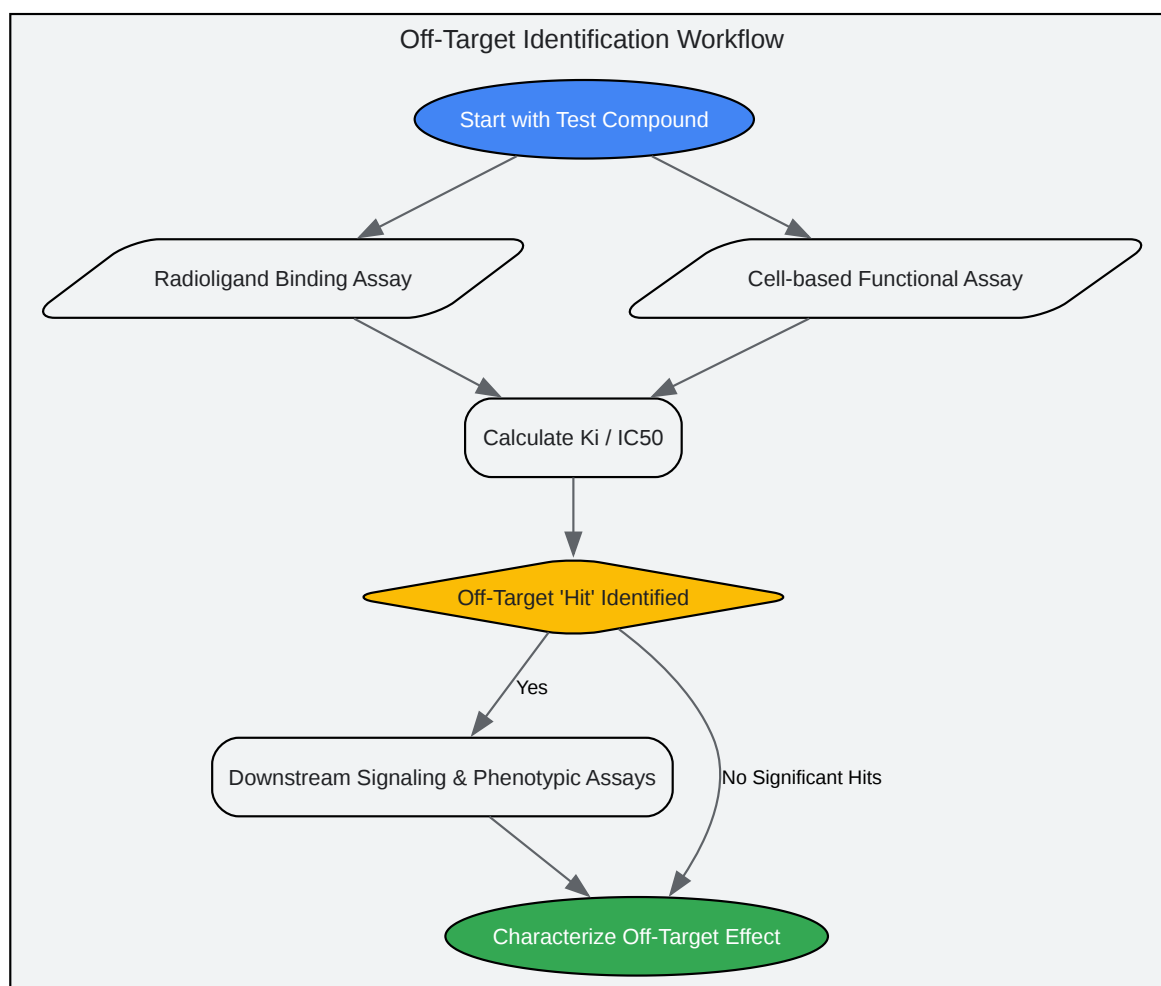 Off-Target Identification Workflow
Start with Test Compound
Radioligand Binding Assay
Cell-based Functional Assay
Calculate Ki / IC50
Off-Target 'Hit' Identified
Yes
Downstream Signaling & Phenotypic Assays
No Significant Hits
Characterize Off-Target Effect